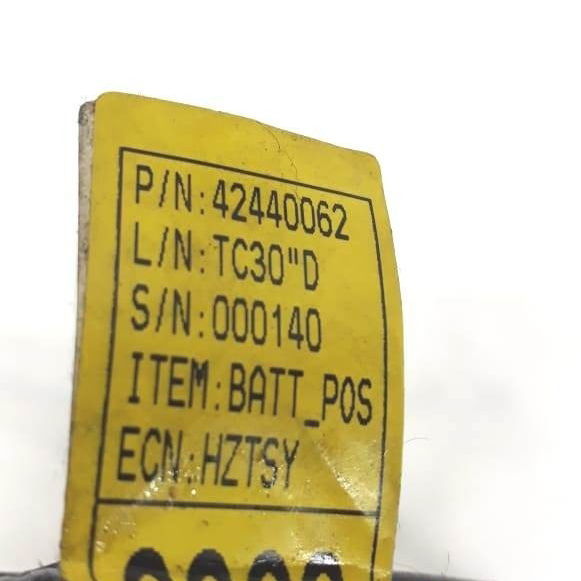 P/N:42440062
L/N:TC30"D
S/N:000140
ITEM:BATT_POS
ECN:HZTSY